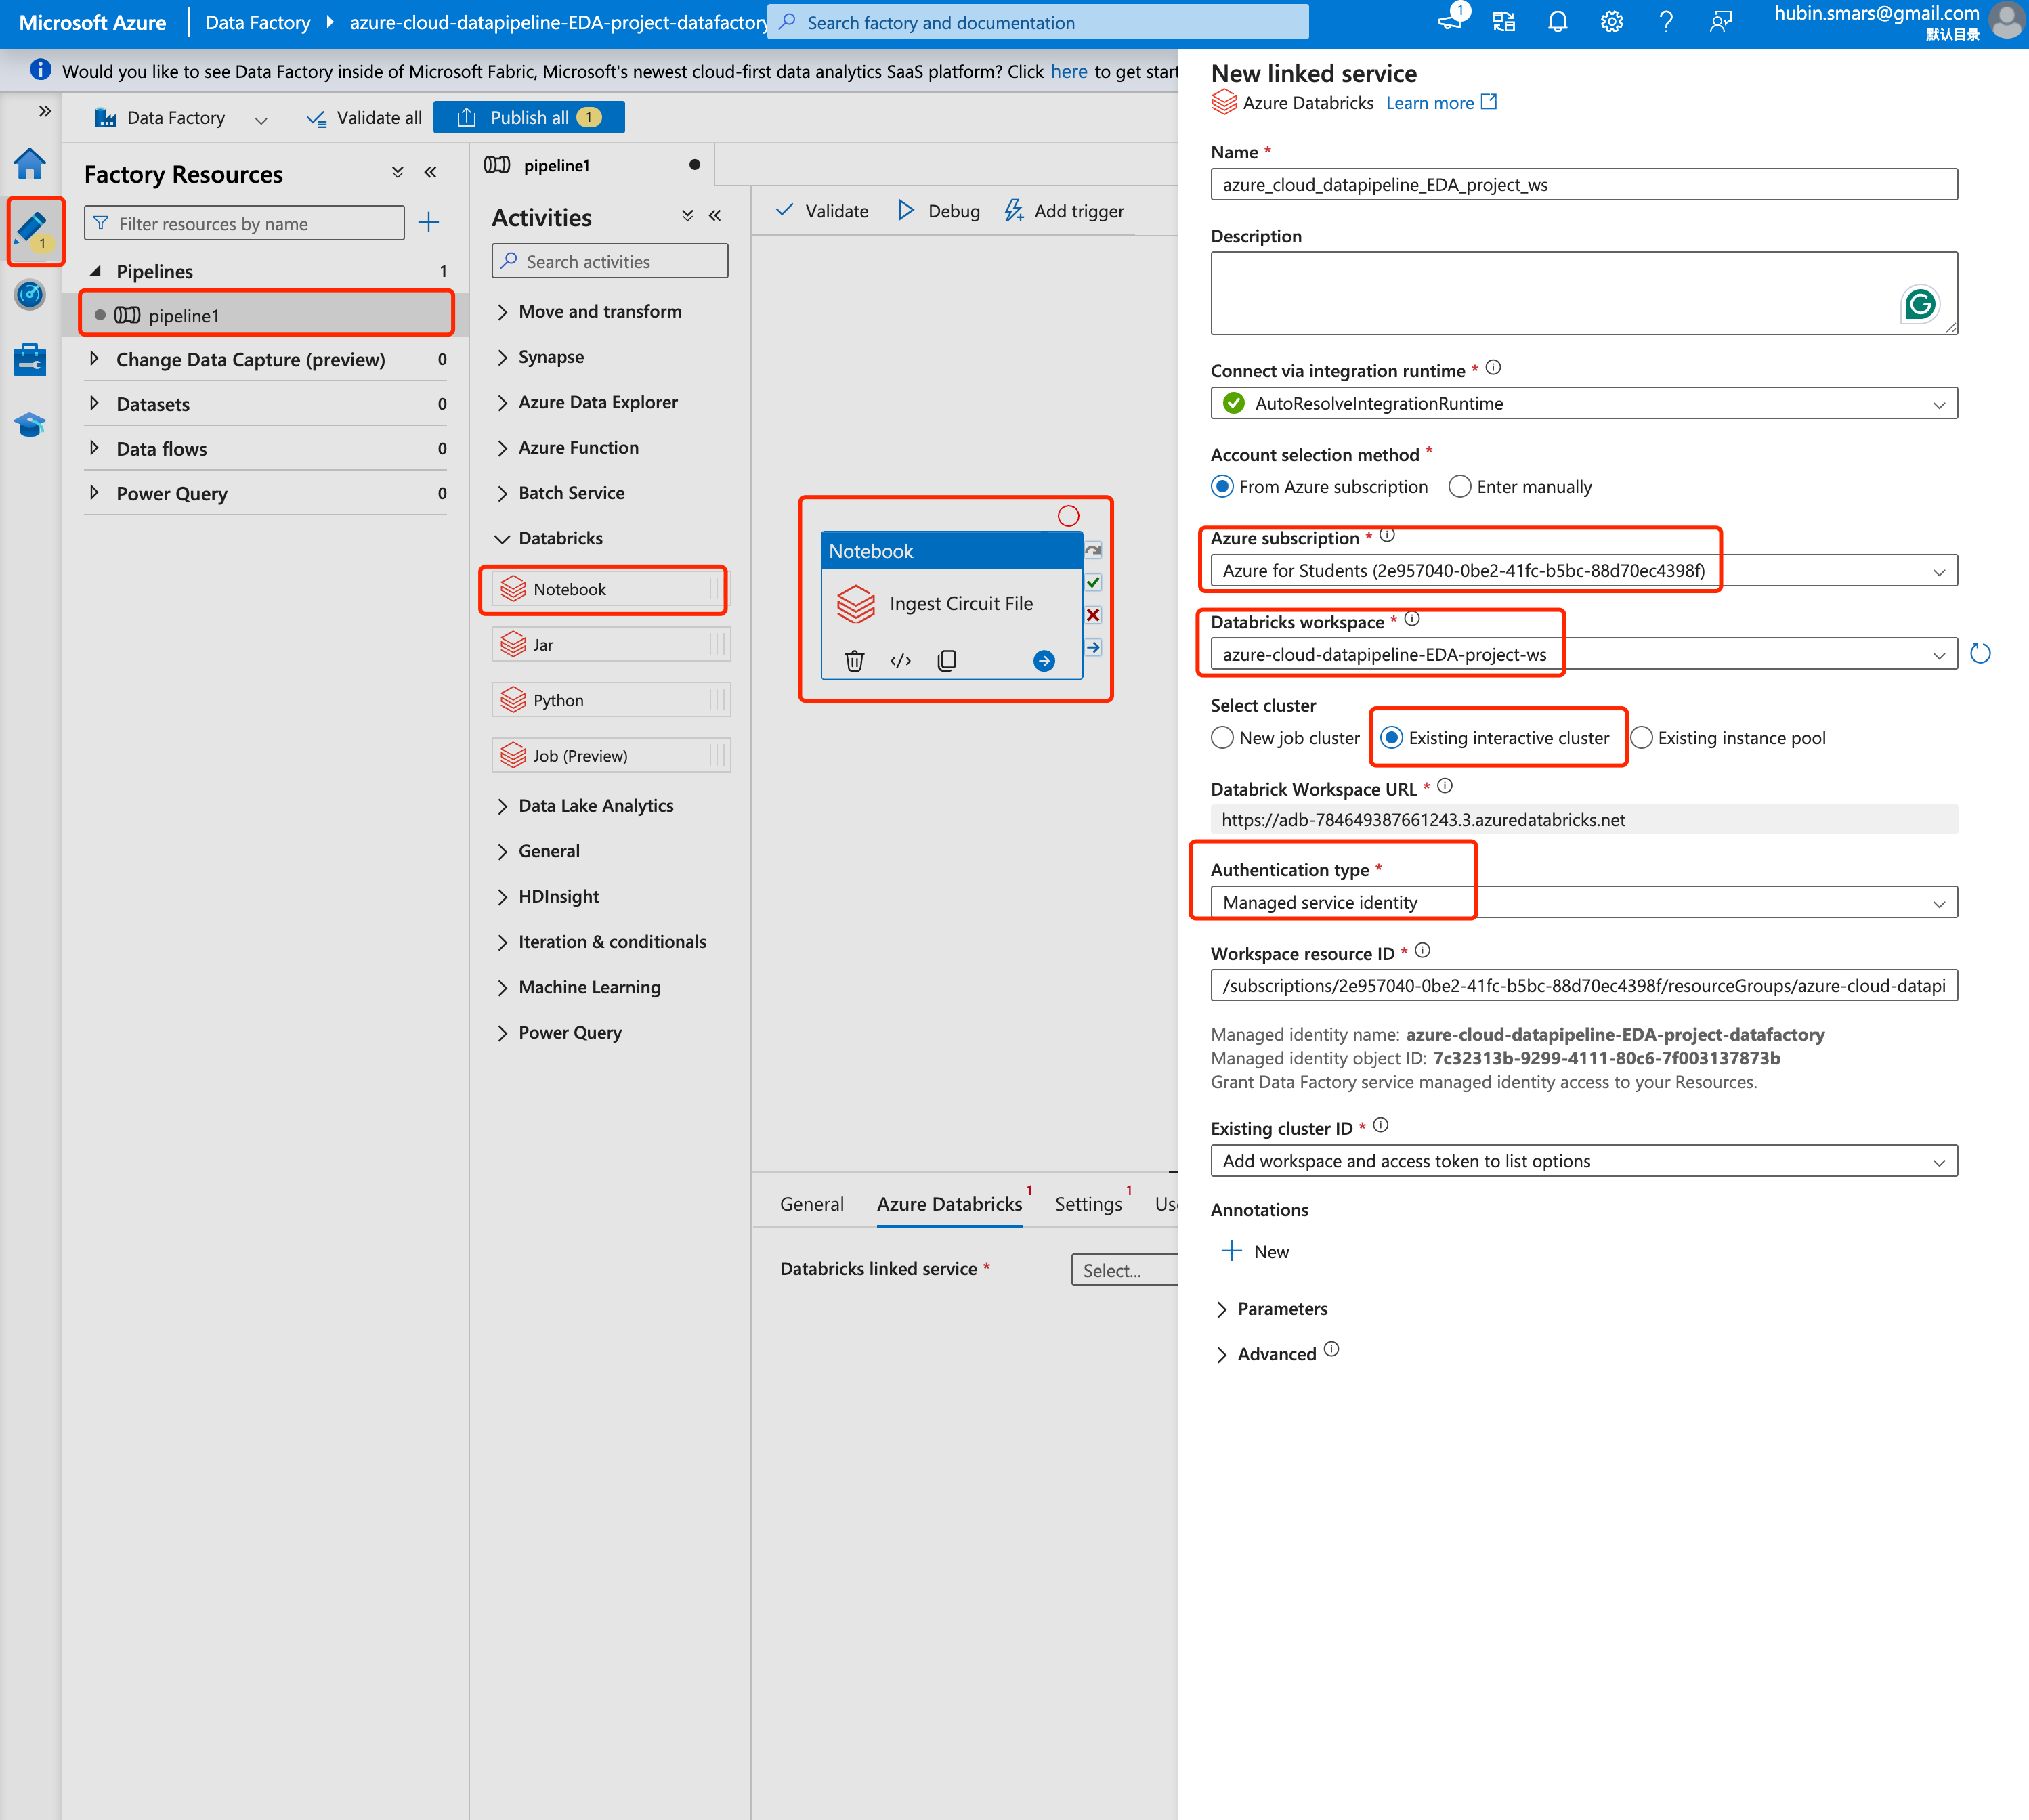 Microsoft Azure
Data Factory
azure-cloud-datapipeline-EDA-project-datafactory
Search factory and documentation
1
hubin.smars@gmail.com
默认目录
Would you like to see Data Factory inside of Microsoft Fabric, Microsoft's newest cloud-first data analytics SaaS platform? Click here to get start
Data Factory
Validate all
Publish all 1
Factory Resources
1
Filter resources by name
Pipelines 1
pipeline1
Change Data Capture (preview) 0
Datasets 0
Data flows 0
Power Query 0
pipeline1
Activities
Search activities
Move and transform
Synapse
Azure Data Explorer
Azure Function
Batch Service
Databricks
Notebook
Jar
Python
Job (Preview)
Data Lake Analytics
General
HDInsight
Iteration & conditionals
Machine Learning
Power Query
Validate
Debug
Add trigger
Notebook
Ingest Circuit File
General
Azure Databricks 1
Settings 1
Use
Databricks linked service *
Select...
New linked service
Azure Databricks Learn more
Name *
azure_cloud_datapipeline_EDA_project_ws
Description
Connect via integration runtime *
AutoResolveIntegrationRuntime
Account selection method *
From Azure subscription
Enter manually
Azure subscription *
Azure for Students (2e957040-0be2-41fc-b5bc-88d70ec4398f)
Databricks workspace *
azure-cloud-datapipeline-EDA-project-ws
Select cluster
New job cluster
Existing interactive cluster
Existing instance pool
Databrick Workspace URL *
https://adb-784649387661243.3.azuredatabricks.net
Authentication type *
Managed service identity
Workspace resource ID *
/subscriptions/2e957040-0be2-41fc-b5bc-88d70ec4398f/resourceGroups/azure-cloud-datapi
Managed identity name: azure-cloud-datapipeline-EDA-project-datafactory
Managed identity object ID: 7c32313b-9299-4111-80c6-7f003137873b
Grant Data Factory service managed identity access to your Resources.
Existing cluster ID *
Add workspace and access token to list options
Annotations
New
Parameters
Advanced